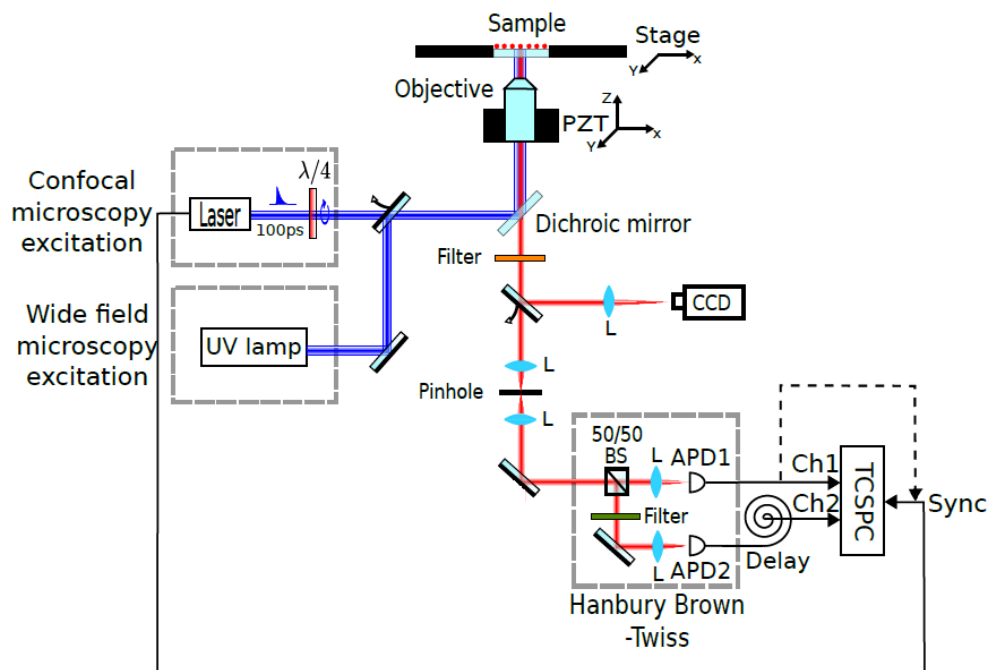 Sample
Stage
Y
x
Objective
Z
PZT
x
Y
Confocal
microscopy
excitation
λ/4
Laser
100ps
Dichroic mirror
Filter
Wide field
microscopy
excitation
UV lamp
CCD
L
L
Pinhole
L
50/50
BS
L
APD1
Ch1
Ch2
TCSPC
Sync
Filter
L
APD2
Delay
Hanbury Brown
-Twiss